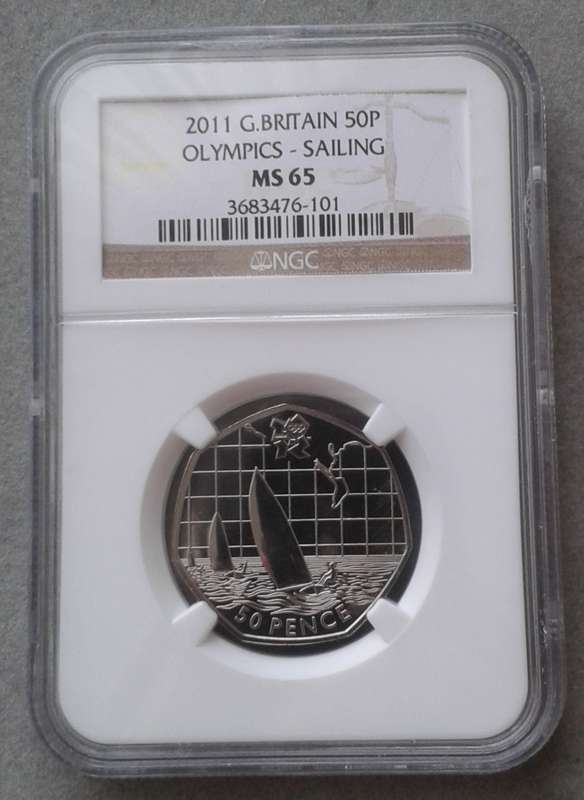 2011 G.BRITAIN 50P
OLYMPICS - SAILING
MS 65
3683476-101
NGC
50 PENCE